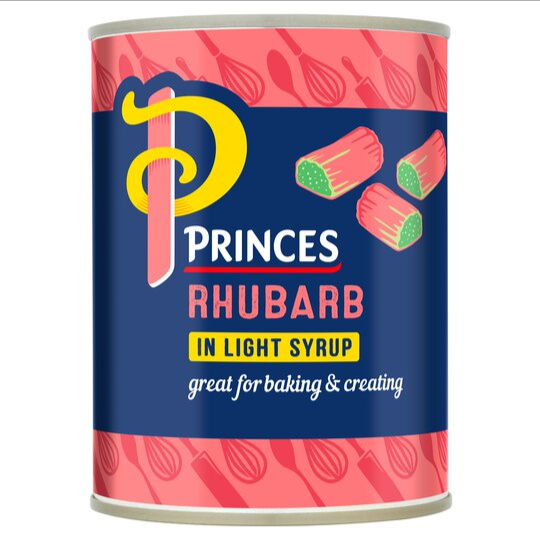 P
PRINCES
RHUBARB
IN LIGHT SYRUP
great for baking & creating